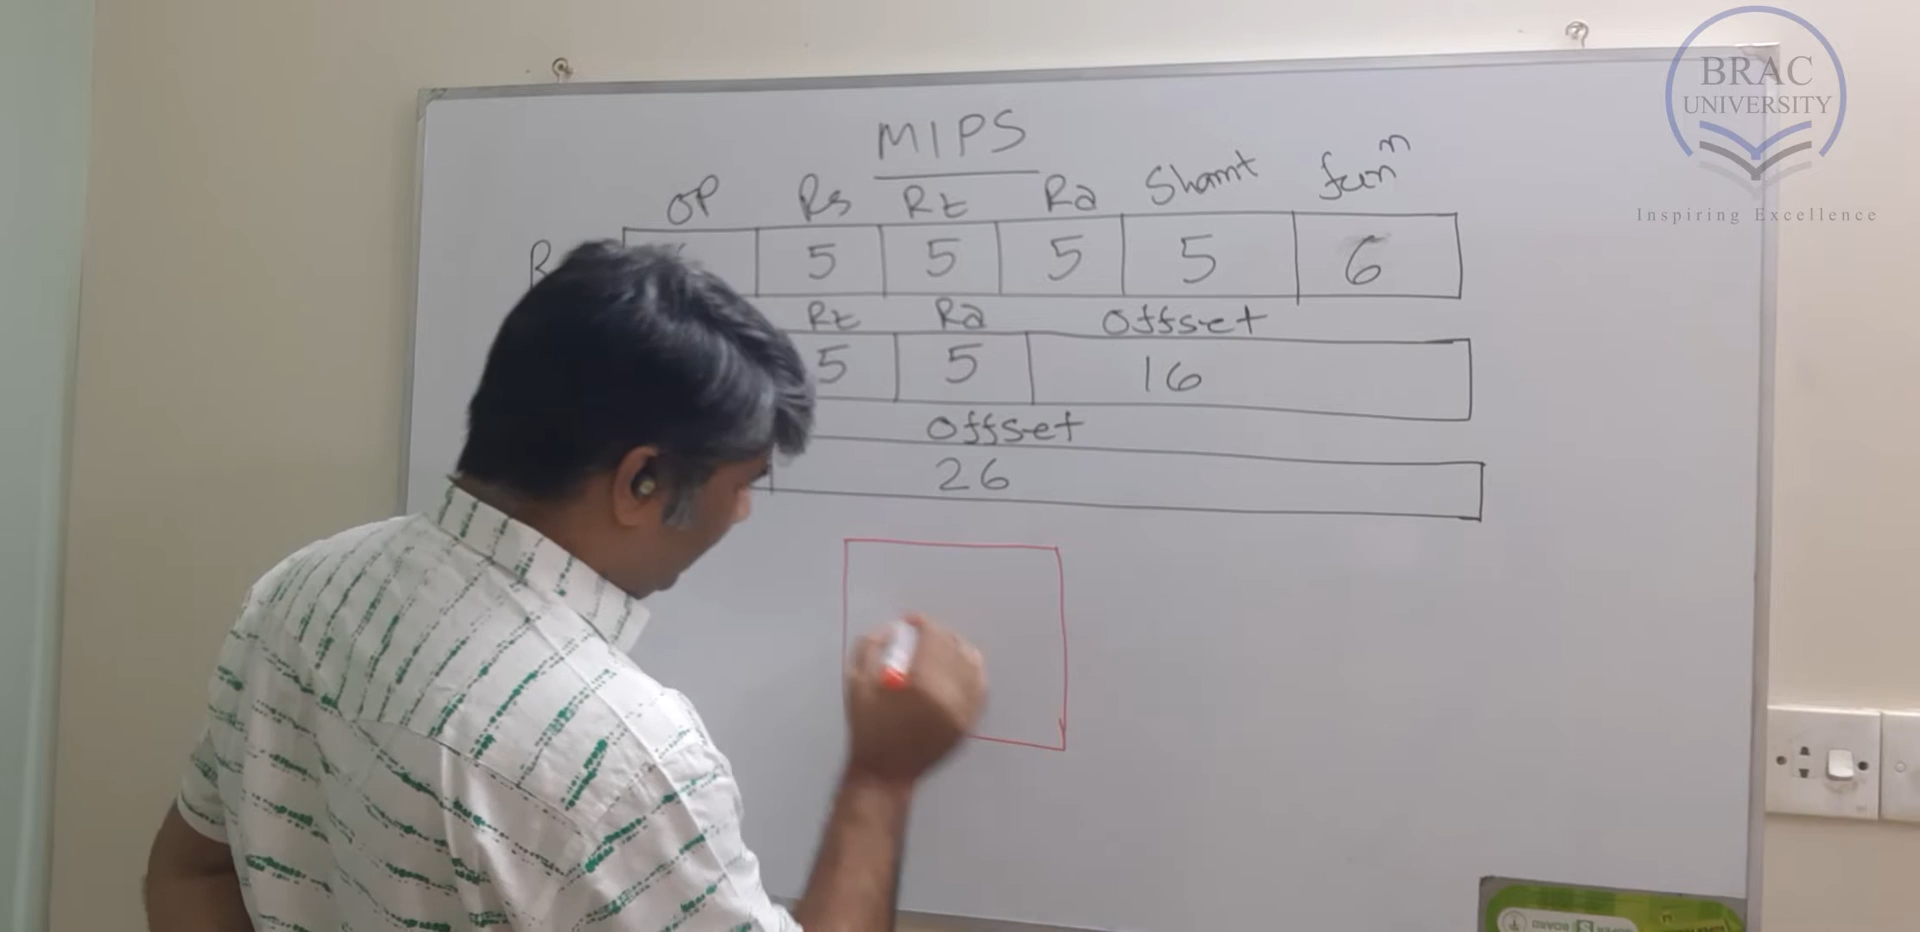 BRAC
UNIVERSITY
Inspiring Excellence
MIPS
OP Rs Rt Rd Shamt funⁿ
R 5 5 5 5 6
Rt Rd Offset
5 5 16
Offset
26